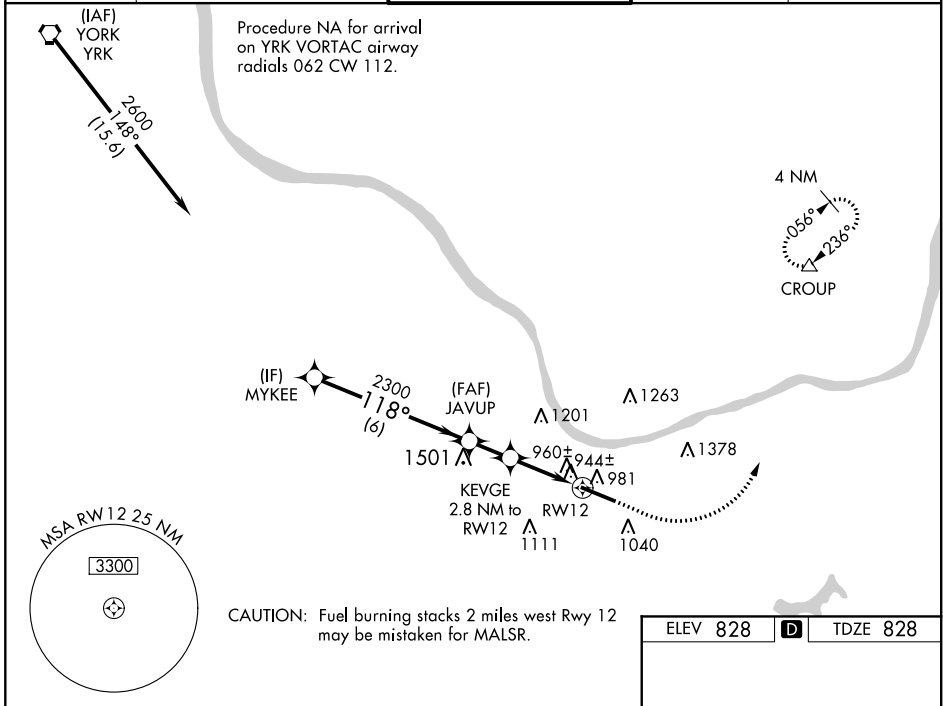 (IAF)
YORK
YRK
Procedure NA for arrival
on YRK VORTAC airway
radials 062 CW 112.
2600
148°
(15.6)
4 NM
056°
236°
CROUP
(IF)
MYKEE
2300
118°
(6)
(FAF)
JAVUP
1201
1263
1378
1501
960±
944±
981
KEVGE
2.8 NM to
RW12
RW12
1111
1040
MSA RW12 25 NM
3300
CAUTION: Fuel burning stacks 2 miles west Rwy 12
may be mistaken for MALSR.
ELEV 828 D TDZE 828